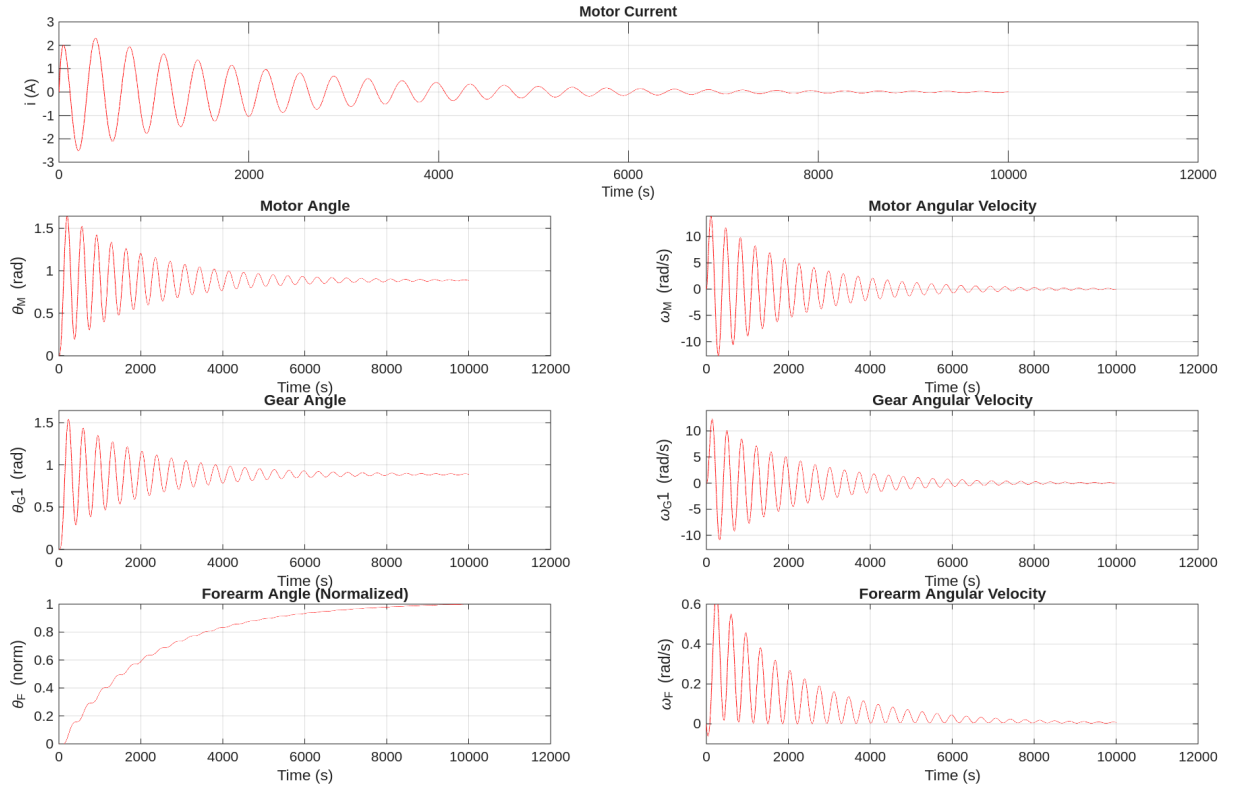 Motor Current
3
2
1
0
-1
-2
-3
i (A)
0 2000 4000 6000 8000 10000 12000
Time (s)
Motor Angle
1.5
1
0.5
0
θM (rad)
0 2000 4000 6000 8000 10000 12000
Time (s)
Motor Angular Velocity
10
5
0
-5
-10
ωM (rad/s)
0 2000 4000 6000 8000 10000 12000
Time (s)
Gear Angle
1.5
1
0.5
0
θG1 (rad)
0 2000 4000 6000 8000 10000 12000
Time (s)
Gear Angular Velocity
10
5
0
-5
-10
ωG1 (rad/s)
0 2000 4000 6000 8000 10000 12000
Time (s)
Forearm Angle (Normalized)
1
0.8
0.6
0.4
0.2
0
θF (norm)
0 2000 4000 6000 8000 10000 12000
Time (s)
Forearm Angular Velocity
0.6
0.4
0.2
0
ωF (rad/s)
0 2000 4000 6000 8000 10000 12000
Time (s)